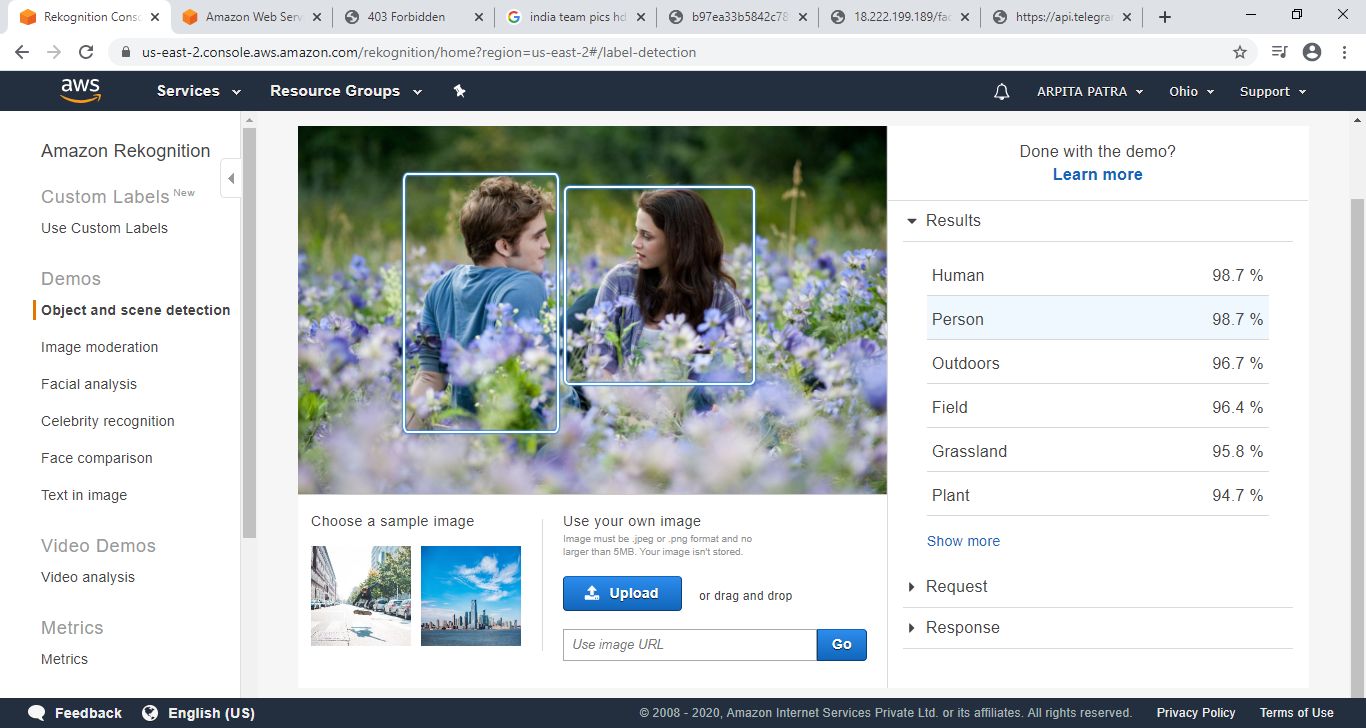 Rekognition Cons
Amazon Web Serv
403 Forbidden
india team pics hd
b97ea33b5842c78
18.222.199.189/fac
https://api.telegra
us-east-2.console.aws.amazon.com/rekognition/home?region=us-east-2#/label-detection
aws
Services
Resource Groups
ARPITA PATRA
Ohio
Support
Amazon Rekognition
Custom Labels New
Use Custom Labels
Demos
Object and scene detection
Image moderation
Facial analysis
Celebrity recognition
Face comparison
Text in image
Video Demos
Video analysis
Metrics
Metrics
Choose a sample image
Use your own image
Image must be .jpeg or .png format and no
larger than 5MB. Your image isn't stored.
Upload
or drag and drop
Use image URL
Go
Done with the demo?
Learn more
Results
Human 98.7 %
Person 98.7 %
Outdoors 96.7 %
Field 96.4 %
Grassland 95.8 %
Plant 94.7 %
Show more
Request
Response
Feedback
English (US)
© 2008 - 2020, Amazon Internet Services Private Ltd. or its affiliates. All rights reserved.
Privacy Policy
Terms of Use